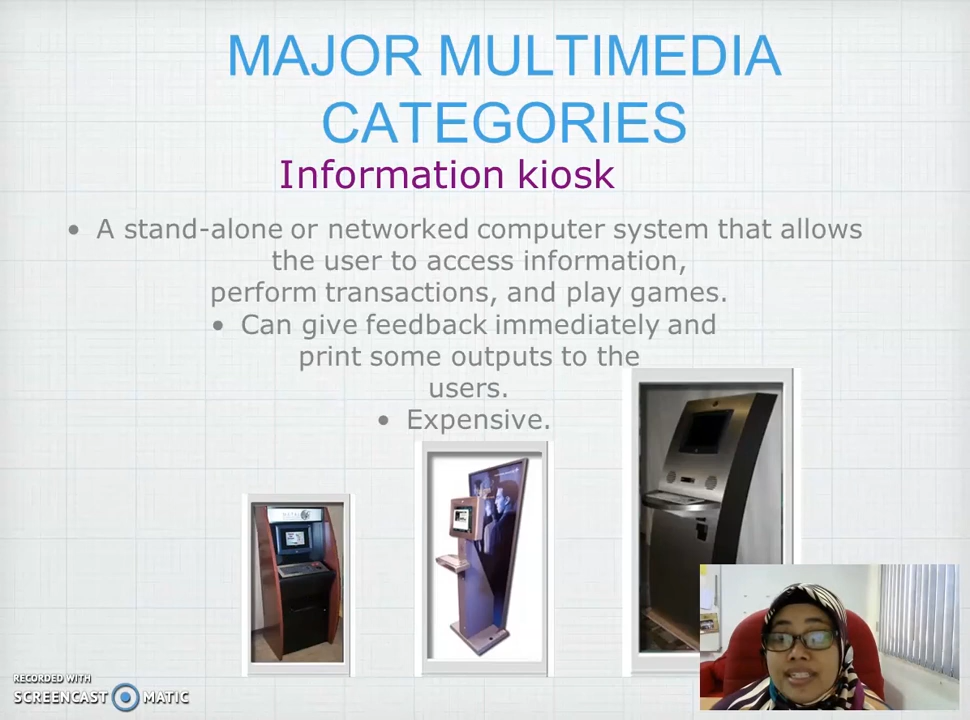 MAJOR MULTIMEDIA
CATEGORIES
Information kiosk
• A stand-alone or networked computer system that allows
the user to access information,
perform transactions, and play games.
• Can give feedback immediately and
print some outputs to the
users.
• Expensive.
RECORDED WITH
SCREENCAST MATIC